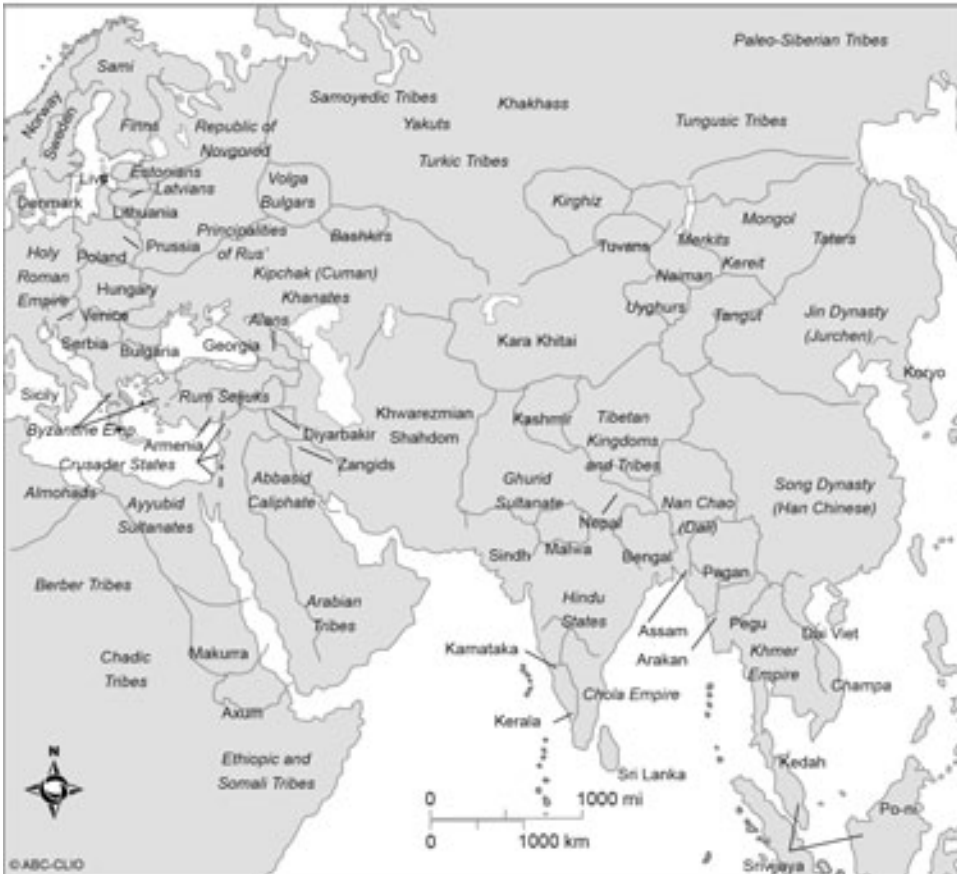 Paleo-Siberian Tribes
Sami
Samoyedic Tribes
Khakhass
Yakuts
Tungusic Tribes
Turkic Tribes
Norway
Sweden
Finns
Republic of
Novgored
Estonians
Livs
Latvians
Denmark
Lithuania
Volga
Bulgars
Kirghiz
Mongol
Principalities
of Rus'
Bashkirs
Tuvans
Merkits
Taters
Holy
Roman
Empire
Poland
Prussia
Kereit
Kipchak (Cuman)
Khanates
Naiman
Hungary
Uyghurs
Venice
Alans
Tangut
Jin Dynasty
(Jurchen)
Serbia
Bulgaria
Georgia
Kara Khitai
Koryo
Sicily
Rum Seljuks
Byzantine Emp.
Armenia
Diyarbakir
Khwarezmian
Shahdom
Kashmir
Tibetan
Kingdoms
and Tribes
Crusader States
Zangids
Almohads
Ayyubid
Sultanates
Abbasid
Caliphate
Ghurid
Sultanate
Nan Chao
(Dali)
Song Dynasty
(Han Chinese)
Nepal
Sindh
Malwa
Bengal
Pagan
Berber Tribes
Arabian
Tribes
Hindu
States
Assam
Pegu
Dai Viet
Chadic
Tribes
Makurra
Karnataka
Arakan
Khmer
Empire
Axum
Chola Empire
Champa
Kerala
Ethiopic and
Somali Tribes
Sri Lanka
Kedah
N
0 1000 mi
0 1000 km
Po-ni
Srivijaya
© ABC-CLIO